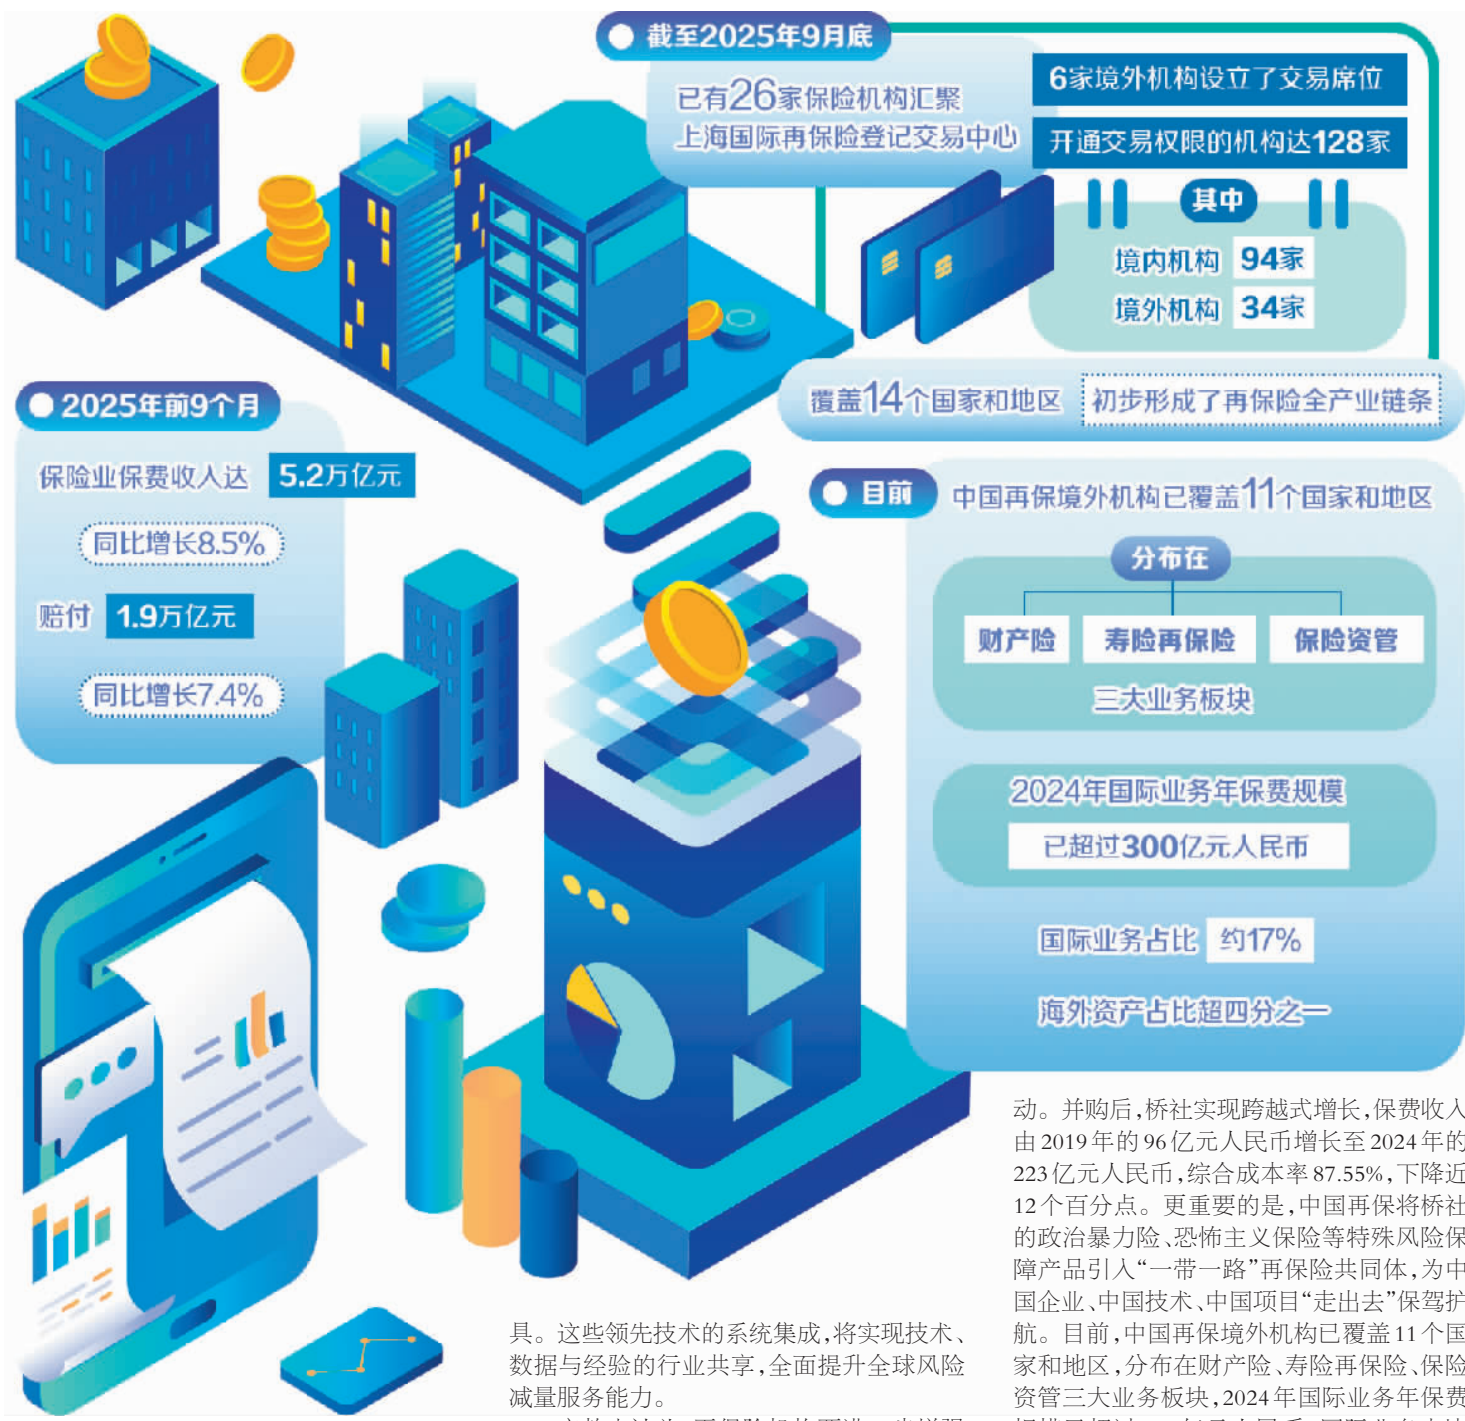 截至2025年9月底
已有26家保险机构汇聚
上海国际再保险登记交易中心
6家境外机构设立了交易席位
开通交易权限的机构达128家
其中
境内机构 94家
境外机构 34家
覆盖14个国家和地区 初步形成了再保险全产业链条
2025年前9个月
保险业保费收入达 5.2万亿元
同比增长8.5%
赔付 1.9万亿元
同比增长7.4%
目前
中国再保境外机构已覆盖11个国家和地区
分布在
财产险 寿险再保险 保险资管
三大业务板块
2024年国际业务年保费规模
已超过300亿元人民币
国际业务占比 约17%
海外资产占比超四分之一
具。这些领先技术的系统集成,将实现技术、
数据与经验的行业共享,全面提升全球风险
减量服务能力。
动。并购后,桥社实现跨越式增长,保费收入
由2019年的96亿元人民币增长至2024年的
223亿元人民币,综合成本率87.55%,下降近
12个百分点。更重要的是,中国再保将桥社
的政治暴力险、恐怖主义保险等特殊风险保
障产品引入“一带一路”再保险共同体,为中
国企业、中国技术、中国项目“走出去”保驾护
航。目前,中国再保境外机构已覆盖11个国
家和地区,分布在财产险、寿险再保险、保险
资管三大业务板块,2024年国际业务年保费